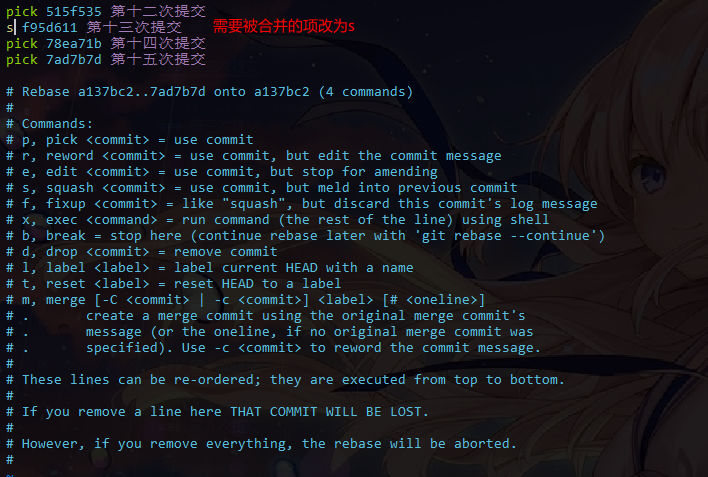 pick 515f535 第十二次提交
s f95d611 第十三次提交 需要被合并的项改为s
pick 78ea71b 第十四次提交
pick 7ad7b7d 第十五次提交
# Rebase a137bc2..7ad7b7d onto a137bc2 (4 commands)
#
# Commands:
# p, pick <commit> = use commit
# r, reword <commit> = use commit, but edit the commit message
# e, edit <commit> = use commit, but stop for amending
# s, squash <commit> = use commit, but meld into previous commit
# f, fixup <commit> = like "squash", but discard this commit's log message
# x, exec <command> = run command (the rest of the line) using shell
# b, break = stop here (continue rebase later with 'git rebase --continue')
# d, drop <commit> = remove commit
# l, label <label> = label current HEAD with a name
# t, reset <label> = reset HEAD to a label
# m, merge [-C <commit> | -c <commit>] <label> [# <oneline>]
# .       create a merge commit using the original merge commit's
# .       message (or the oneline, if no original merge commit was
# .       specified). Use -c <commit> to reword the commit message.
#
# These lines can be re-ordered; they are executed from top to bottom.
#
# If you remove a line here THAT COMMIT WILL BE LOST.
#
# However, if you remove everything, the rebase will be aborted.
#
~